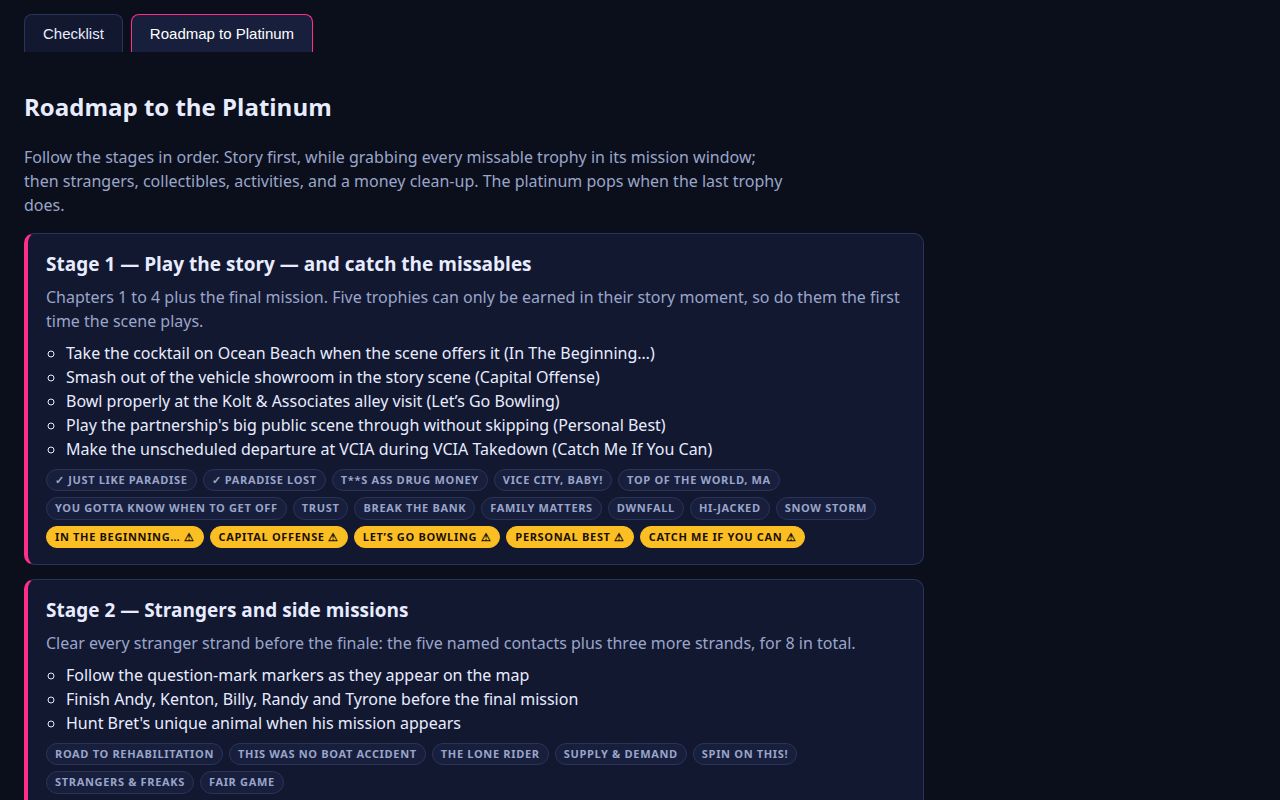 Checklist
Roadmap to Platinum
Roadmap to the Platinum
Follow the stages in order. Story first, while grabbing every missable trophy in its mission window;
then strangers, collectibles, activities, and a money clean-up. The platinum pops when the last trophy
does.
Stage 1 — Play the story — and catch the missables
Chapters 1 to 4 plus the final mission. Five trophies can only be earned in their story moment, so do them the first
time the scene plays.
Take the cocktail on Ocean Beach when the scene offers it (In The Beginning...)
Smash out of the vehicle showroom in the story scene (Capital Offense)
Bowl properly at the Kolt & Associates alley visit (Let’s Go Bowling)
Play the partnership's big public scene through without skipping (Personal Best)
Make the unscheduled departure at VCIA during VCIA Takedown (Catch Me If You Can)
✓ JUST LIKE PARADISE ✓ PARADISE LOST T**S ASS DRUG MONEY VICE CITY, BABY! TOP OF THE WORLD, MA
YOU GOTTA KNOW WHEN TO GET OFF TRUST BREAK THE BANK FAMILY MATTERS DWNFALL HI-JACKED SNOW STORM
IN THE BEGINNING... ⚠ CAPITAL OFFENSE ⚠ LET’S GO BOWLING ⚠ PERSONAL BEST ⚠ CATCH ME IF YOU CAN ⚠
Stage 2 — Strangers and side missions
Clear every stranger strand before the finale: the five named contacts plus three more strands, for 8 in total.
Follow the question-mark markers as they appear on the map
Finish Andy, Kenton, Billy, Randy and Tyrone before the final mission
Hunt Bret's unique animal when his mission appears
ROAD TO REHABILITATION THIS WAS NO BOAT ACCIDENT THE LONE RIDER SUPPLY & DEMAND SPIN ON THIS!
STRANGERS & FREAKS FAIR GAME